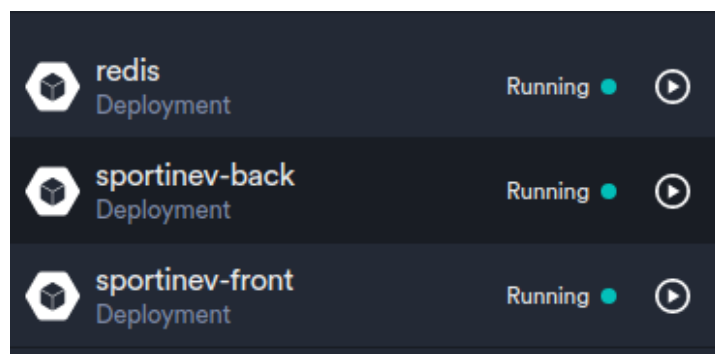 redis
Deployment
Running
sportinev-back
Deployment
Running
sportinev-front
Deployment
Running